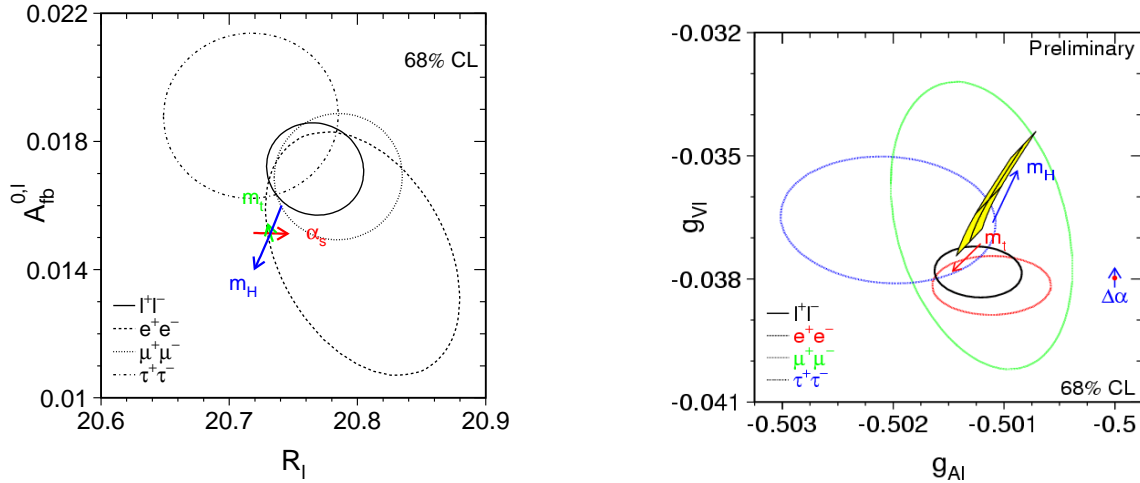 0.022
68% CL
0.018
A_fb^{0,l}
m_t
α_s
0.014
m_H
l⁺l⁻
e⁺e⁻
μ⁺μ⁻
τ⁺τ⁻
0.01
20.6 20.7 20.8 20.9
R_l
-0.032
Preliminary
-0.035
m_H
g_Vl
m_t
-0.038
Δα
l⁺l⁻
e⁺e⁻
μ⁺μ⁻
τ⁺τ⁻
68% CL
-0.041
-0.503 -0.502 -0.501 -0.5
g_Al